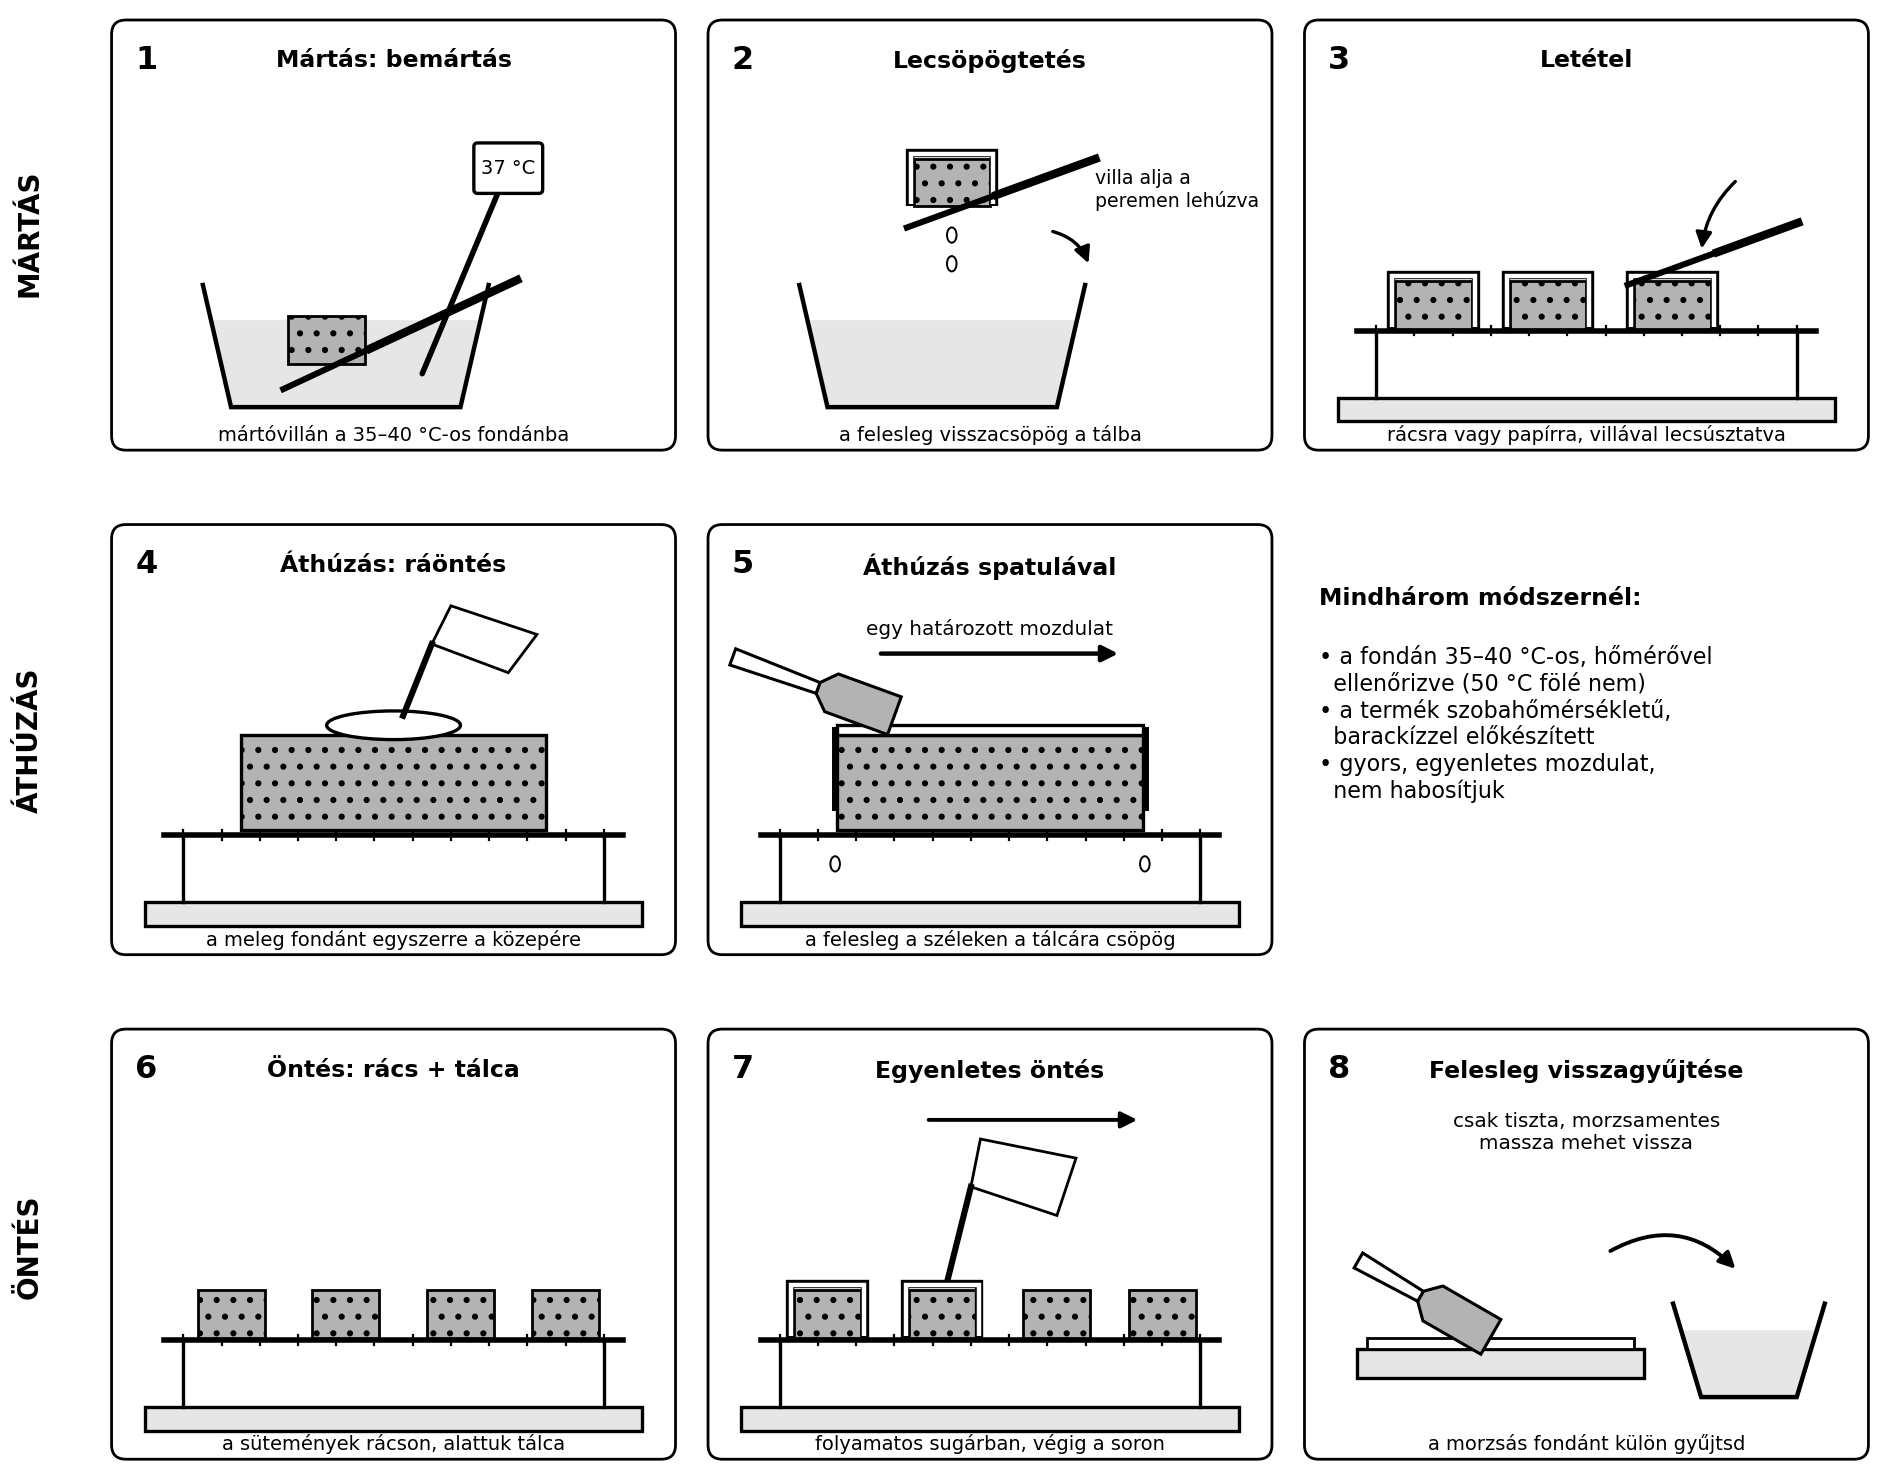 MÁRTÁS
1
Mártás: bemártás
37 °C
mártóvillán a 35–40 °C-os fondánba
2
Lecsöpögtetés
villa alja a
peremen lehúzva
a felesleg visszacsöpög a tálba
3
Letétel
rácsra vagy papírra, villával lecsúsztatva
ÁTHÚZÁS
4
Áthúzás: ráöntés
a meleg fondánt egyszerre a közepére
5
Áthúzás spatulával
egy határozott mozdulat
a felesleg a széleken a tálcára csöpög
Mindhárom módszernél:
• a fondán 35–40 °C-os, hőmérővel
ellenőrizve (50 °C fölé nem)
• a termék szobahőmérsékletű,
barackízzel előkészített
• gyors, egyenletes mozdulat,
nem habosítjuk
ÖNTÉS
6
Öntés: rács + tálca
a sütemények rácson, alattuk tálca
7
Egyenletes öntés
folyamatos sugárban, végig a soron
8
Felesleg visszagyűjtése
csak tiszta, morzsamentes
massza mehet vissza
a morzsás fondánt külön gyűjtsd